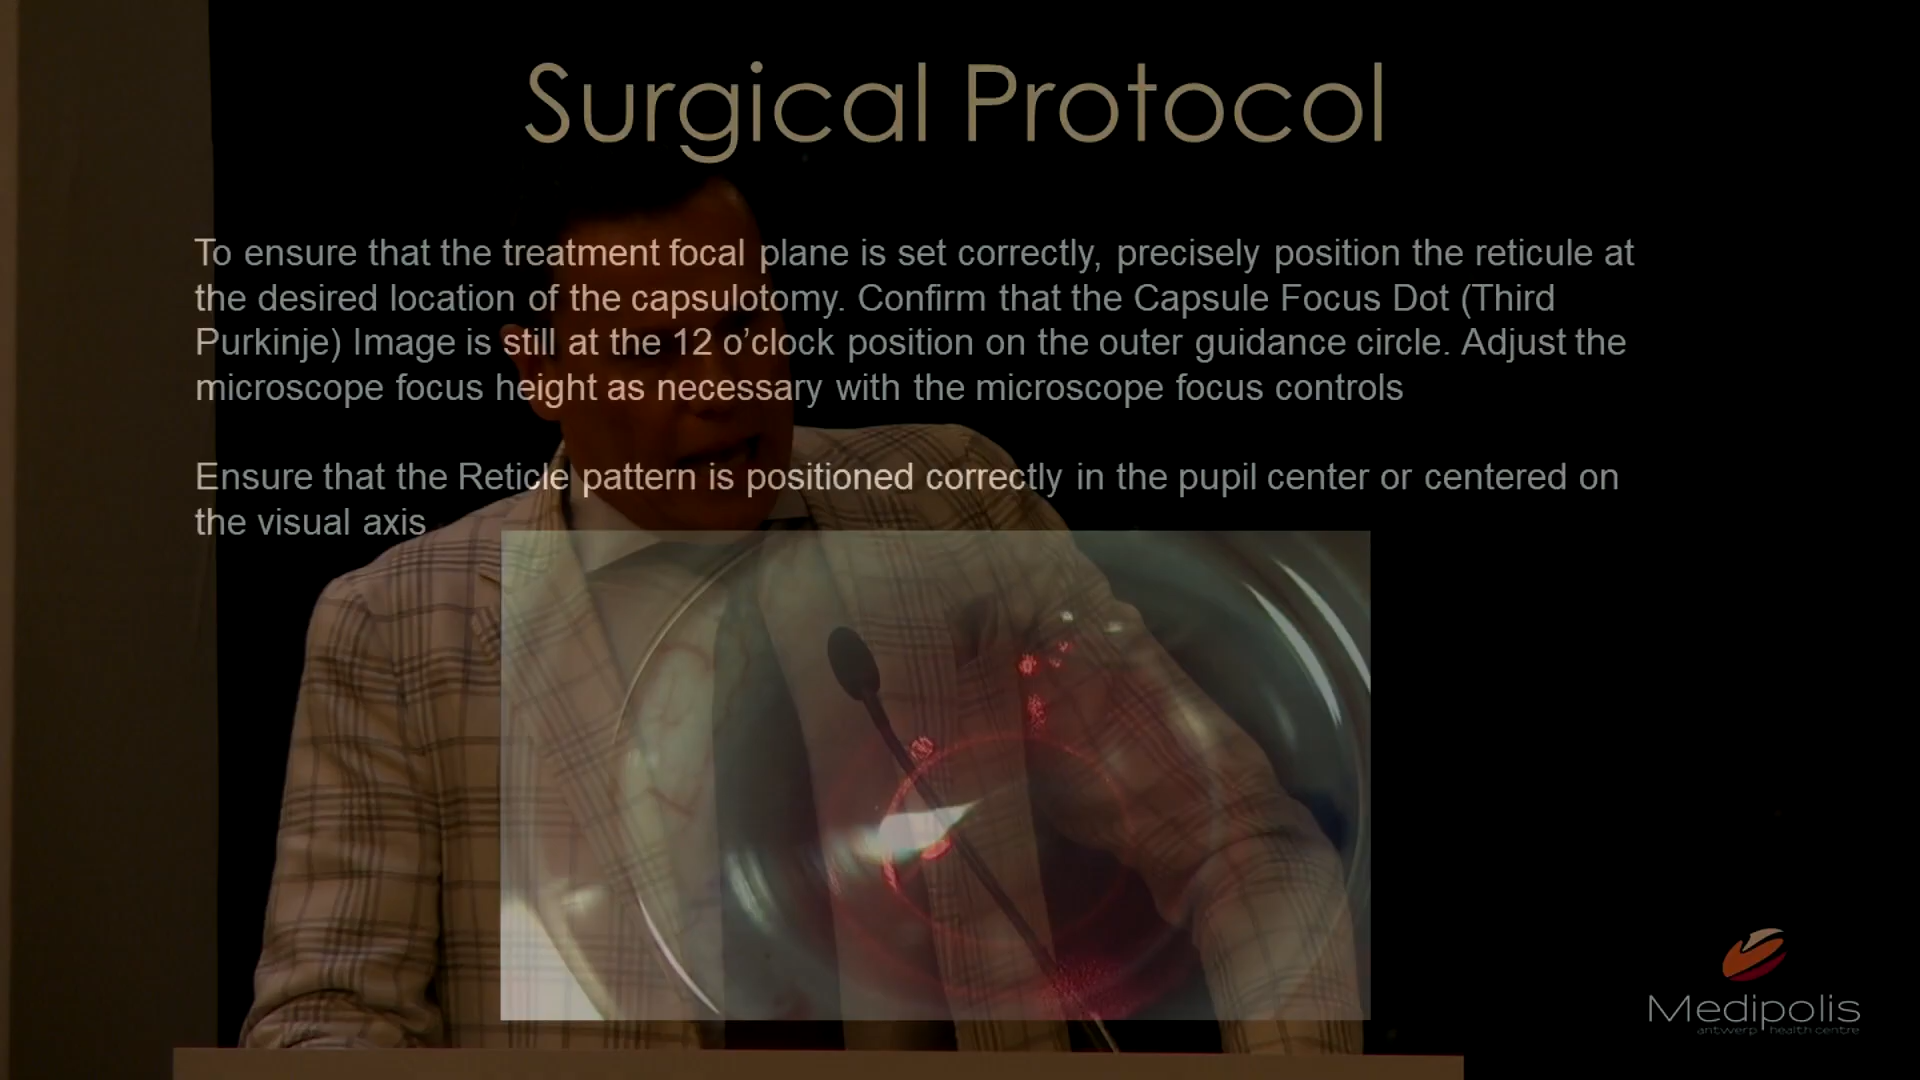 Surgical Protocol
To ensure that the treatment focal plane is set correctly, precisely position the reticule at
the desired location of the capsulotomy. Confirm that the Capsule Focus Dot (Third
Purkinje) Image is still at the 12 o’clock position on the outer guidance circle. Adjust the
microscope focus height as necessary with the microscope focus controls
Ensure that the Reticle pattern is positioned correctly in the pupil center or centered on
the visual axis
Medipolis
antwerp health centre